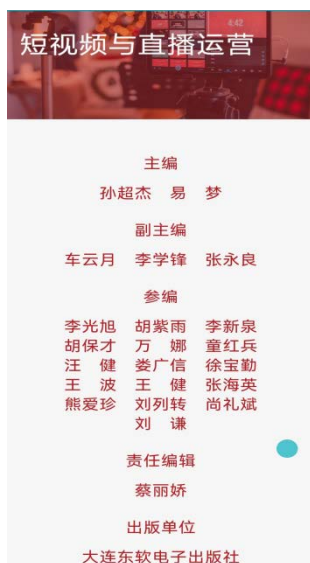 4:42
短视频与直播运营
主编
孙超杰 易 梦
副主编
车云月 李学锋 张永良
参编
李光旭 胡紫雨 李新泉
胡保才 万 娜 童红兵
汪 健 娄广信 徐宝勤
王 波 王 健 张海英
熊爱珍 刘列转 尚礼斌
刘 谦
责任编辑
蔡丽娇
出版单位
大连东软电子出版社